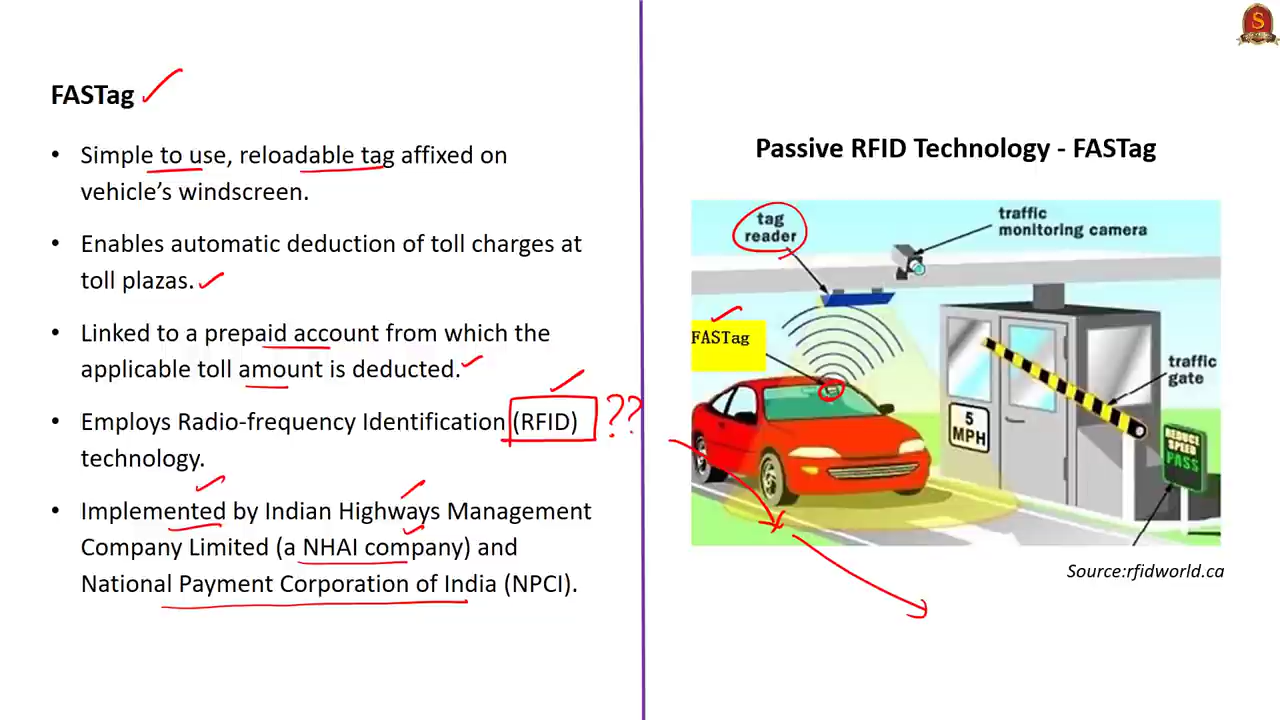 FASTag
• Simple to use, reloadable tag affixed on
vehicle's windscreen.
• Enables automatic deduction of toll charges at
toll plazas.
• Linked to a prepaid account from which the
applicable toll amount is deducted.
• Employs Radio-frequency Identification (RFID) ??
technology.
• Implemented by Indian Highways Management
Company Limited (a NHAI company) and
National Payment Corporation of India (NPCI).
S
Passive RFID Technology - FASTag
tag
reader
traffic
monitoring camera
FASTag
traffic
gate
5
MPH
REDUCE
SPEED
PASS
Source:rfidworld.ca